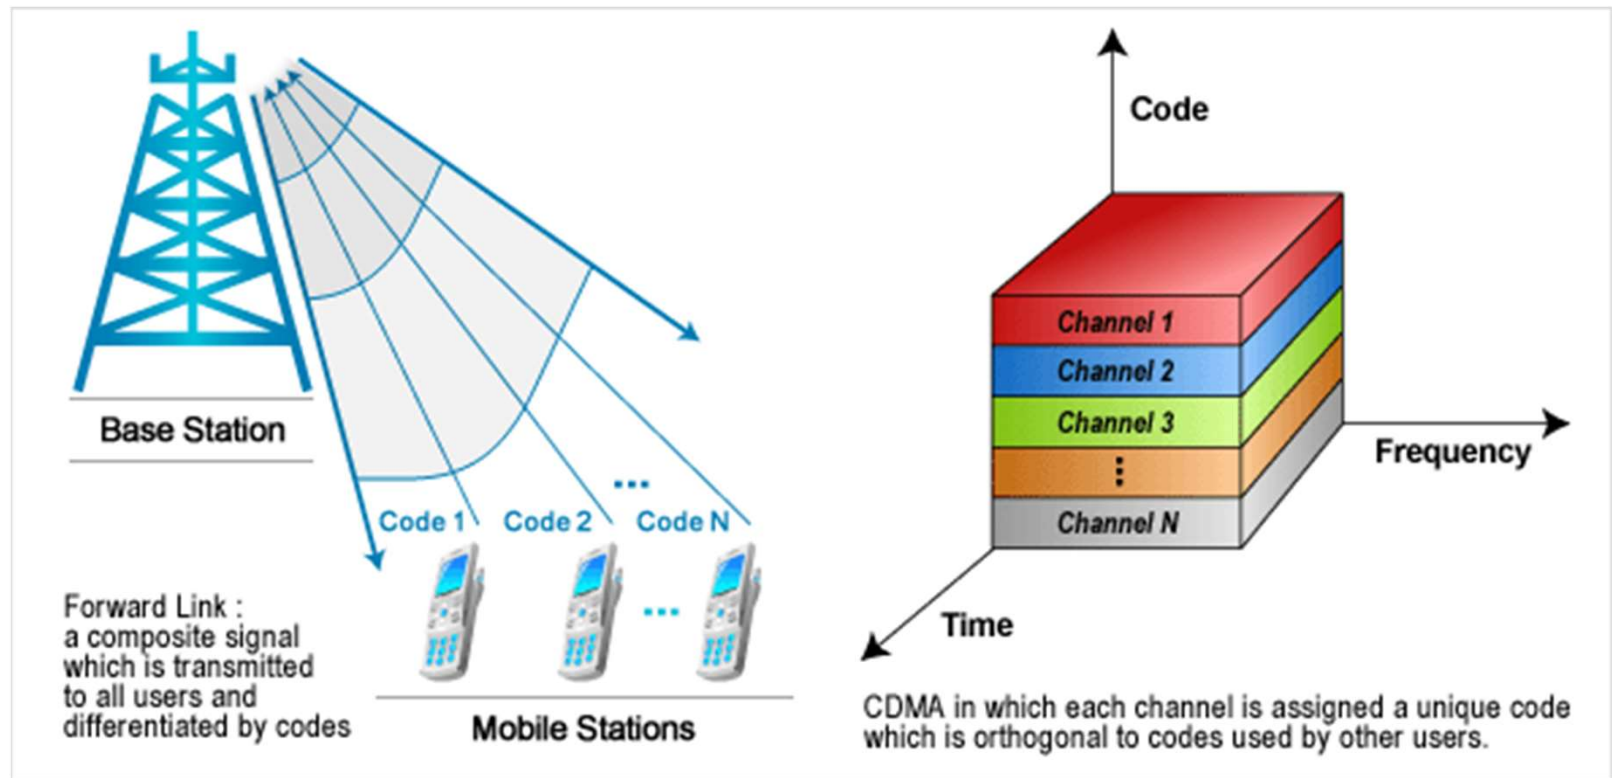 Base Station
...
Code 1 Code 2 Code N
...
Forward Link :
a composite signal
which is transmitted
to all users and
differentiated by codes
Mobile Stations
Code
Channel 1
Channel 2
Channel 3
⋮
Channel N
Frequency
Time
CDMA in which each channel is assigned a unique code
which is orthogonal to codes used by other users.